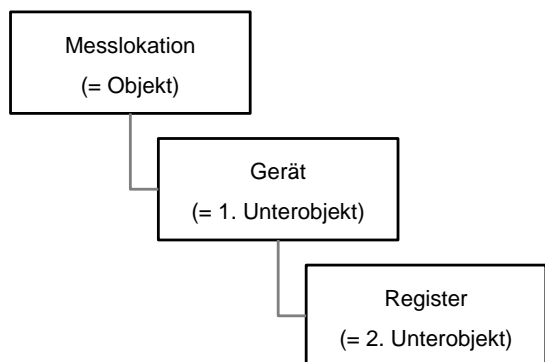 Messlokation
(= Objekt)
Gerät
(= 1. Unterobjekt)
Register
(= 2. Unterobjekt)